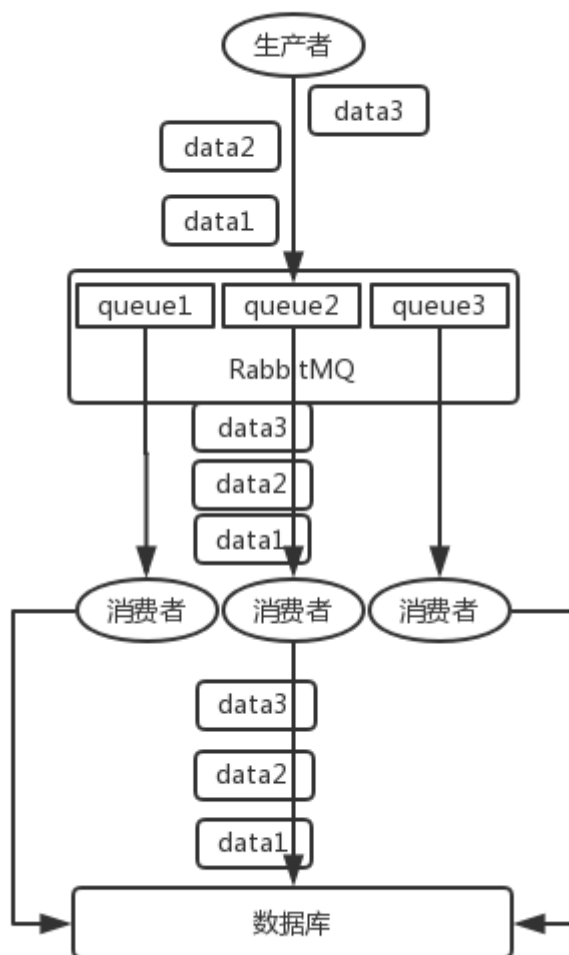 生产者
data3
data2
data1
queue1 queue2 queue3
RabbitMQ
data3
data2
data1
消费者 消费者 消费者
data3
data2
data1
数据库